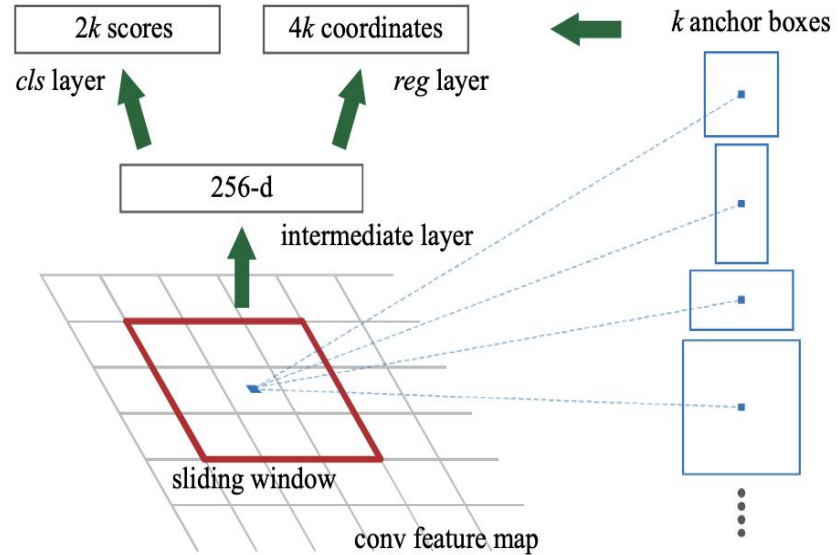 2k scores
4k coordinates
k anchor boxes
cls layer
reg layer
256-d
intermediate layer
sliding window
conv feature map